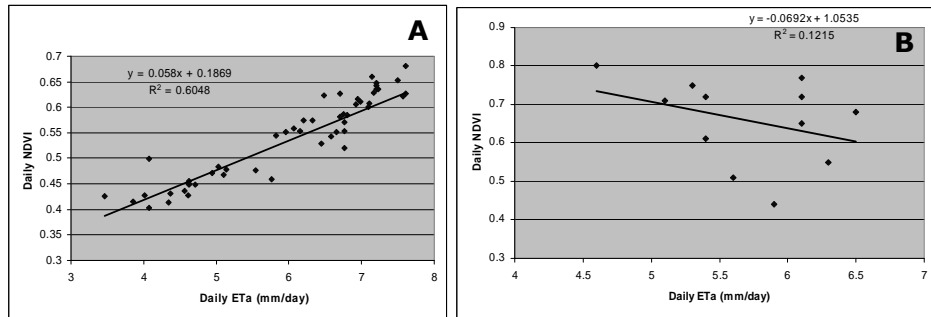 A
y = 0.058x + 0.1869
R² = 0.6048
0.7
0.65
0.6
0.55
0.5
0.45
0.4
0.35
0.3
Daily NDVI
3 4 5 6 7 8
Daily ETa (mm/day)
y = -0.0692x + 1.0535
R² = 0.1215
B
0.9
0.8
0.7
0.6
0.5
0.4
0.3
Daily NDVI
4 4.5 5 5.5 6 6.5 7
Daily ETa (mm/day)